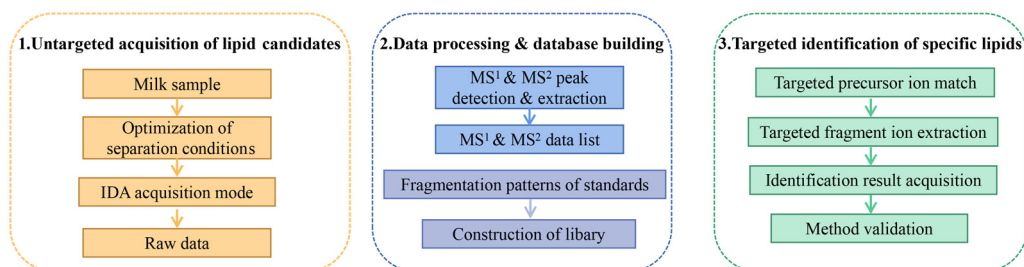 1.Untargeted acquisition of lipid candidates
Milk sample
Optimization of
separation conditions
IDA acquisition mode
Raw data
2.Data processing & database building
MS¹ & MS² peak
detection & extraction
MS¹ & MS² data list
Fragmentation patterns of standards
Construction of libary
3.Targeted identification of specific lipids
Targeted precursor ion match
Targeted fragment ion extraction
Identification result acquisition
Method validation